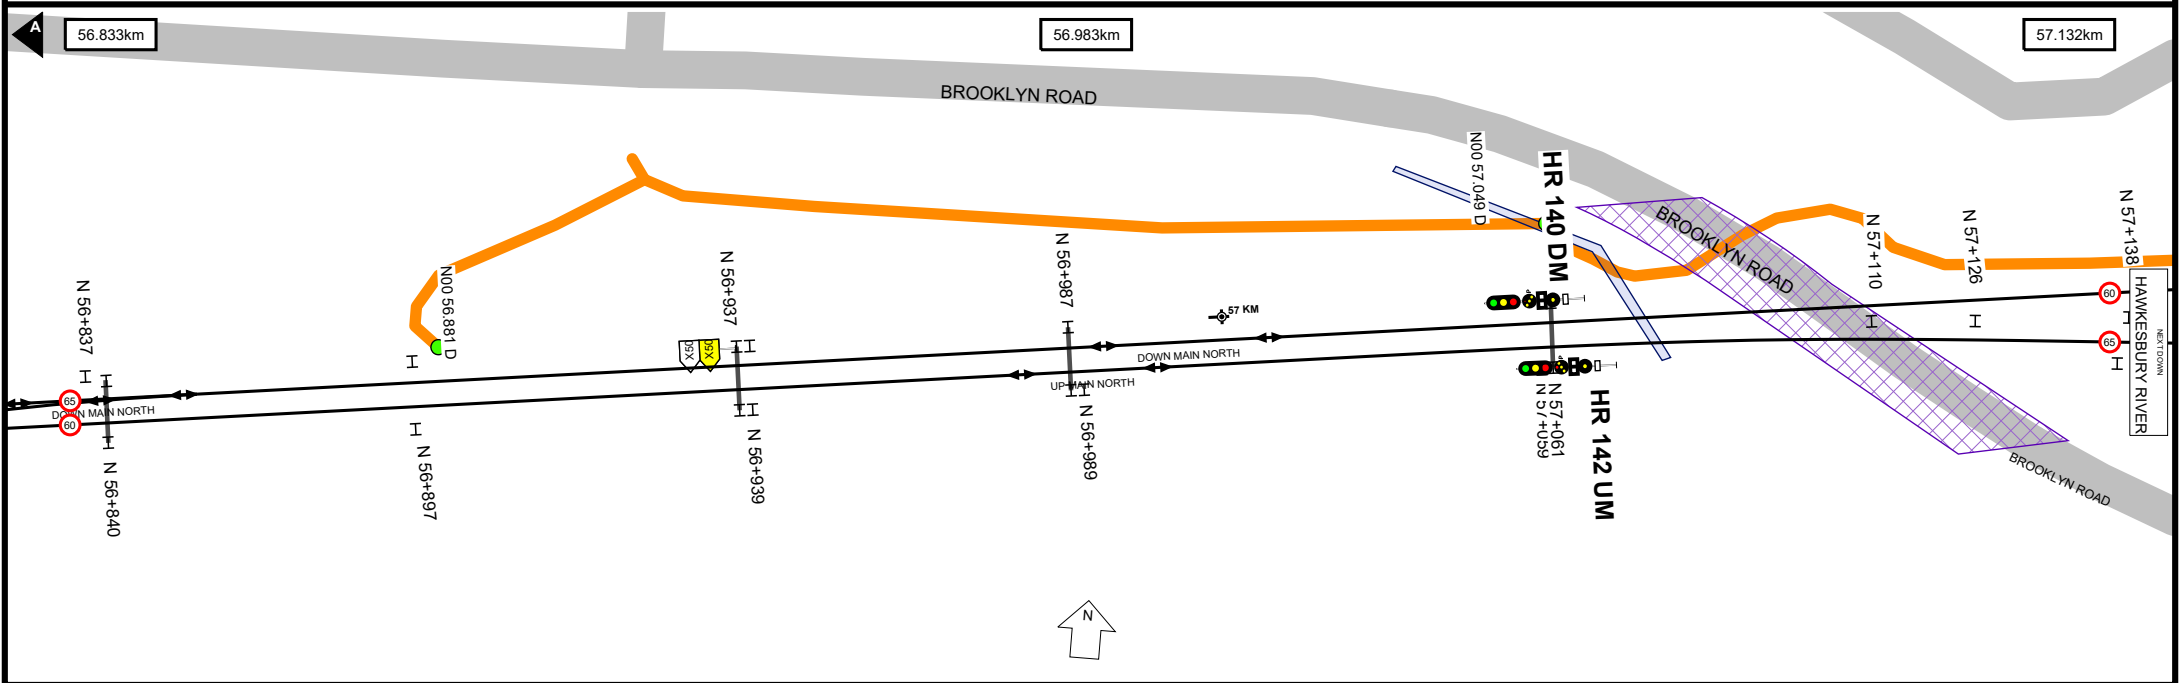 A
56.833km
56.983km
57.132km
BROOKLYN ROAD
N00 57.049 D
HR 140 DM
BROOKLYN ROAD
N 57+110
N 57+126
N 57+138
HAWKESBURY RIVER
NEXT DOWN
N 56+837
N00 56.881 D
N 56+937
N 56+987
57 KM
60
65
X50
X50
DOWN MAIN NORTH
UP MAIN NORTH
65
DOWN MAIN NORTH
60
N 56+840
N 56+897
N 56+939
N 56+989
N 57+059
N 57+061
HR 142 UM
BROOKLYN ROAD
N